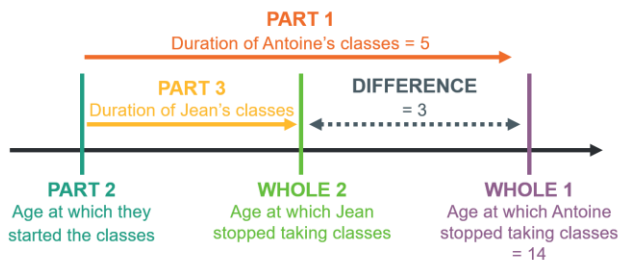 PART 1
Duration of Antoine's classes = 5
PART 3
Duration of Jean's classes
DIFFERENCE
= 3
PART 2
Age at which they
started the classes
WHOLE 2
Age at which Jean
stopped taking classes
WHOLE 1
Age at which Antoine
stopped taking classes
= 14